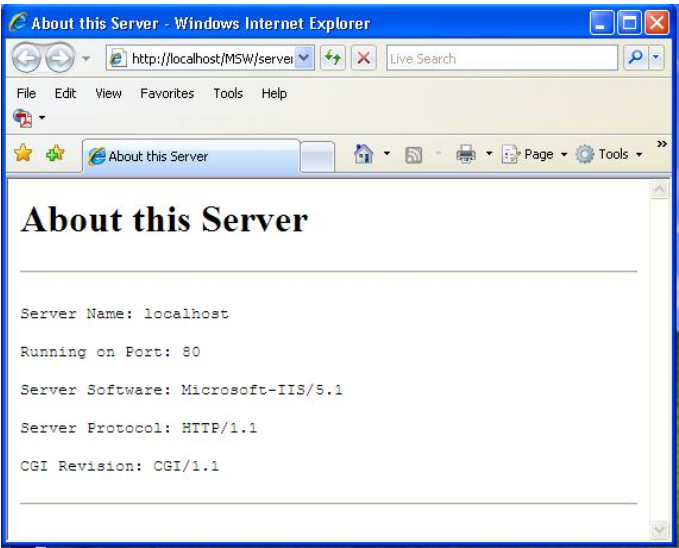 About this Server - Windows Internet Explorer
http://localhost/MSW/server
Live Search
File Edit View Favorites Tools Help
About this Server
Page
Tools
»
About this Server
Server Name: localhost
Running on Port: 80
Server Software: Microsoft-IIS/5.1
Server Protocol: HTTP/1.1
CGI Revision: CGI/1.1